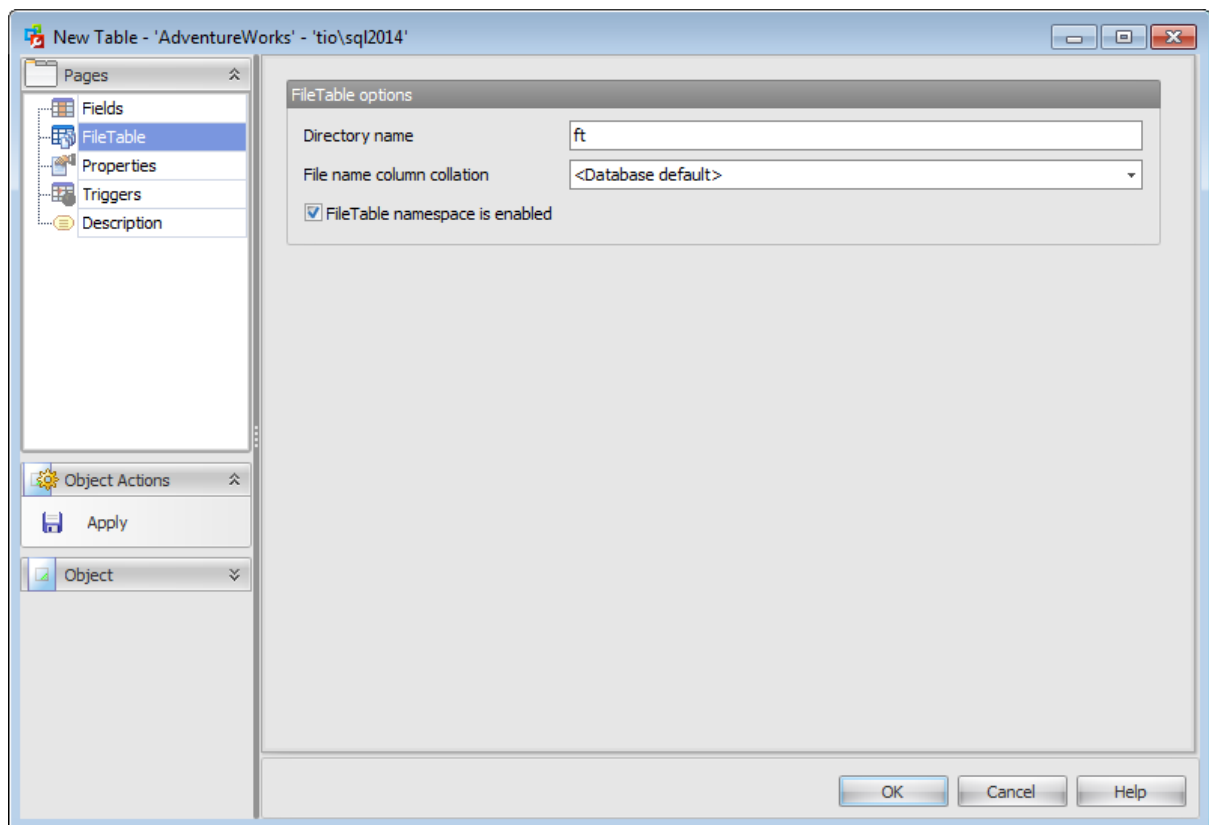 New Table - 'AdventureWorks' - 'tio\sql2014'
Pages
Fields
FileTable
Properties
Triggers
Description
Object Actions
Apply
Object
FileTable options
Directory name
ft
File name column collation
<Database default>
FileTable namespace is enabled
OK
Cancel
Help